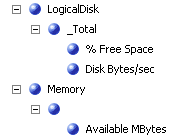 LogicalDisk
_Total
% Free Space
Disk Bytes/sec
Memory
Available MBytes